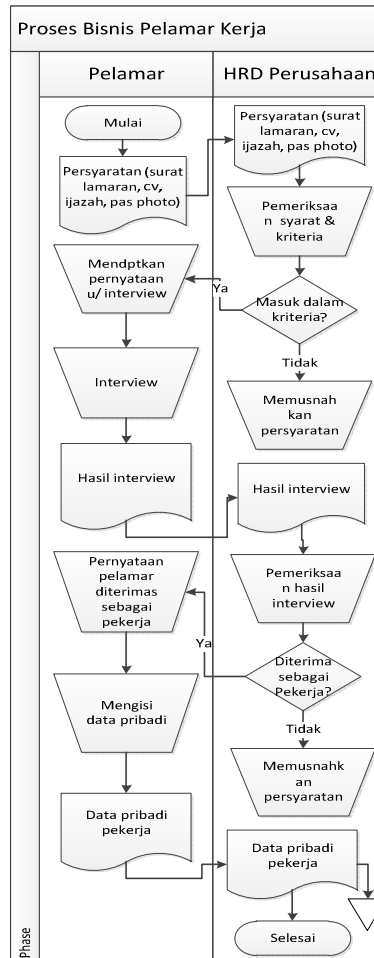 Proses Bisnis Pelamar Kerja
Pelamar
HRD Perusahaan
Mulai
Persyaratan (surat
lamaran, cv,
ijazah, pas photo)
Persyaratan (surat
lamaran, cv,
ijazah, pas photo)
Pemeriksaa
n syarat &
kriteria
Masuk dalam
kriteria?
Ya
Mendptkan
pernyataan
u/ interview
Tidak
Memusnah
kan
persyaratan
Interview
Hasil interview
Hasil interview
Pemeriksaa
n hasil
interview
Diterima
sebagai
Pekerja?
Ya
Pernyataan
pelamar
diterimas
sebagai
pekerja
Tidak
Memusnahk
an
persyaratan
Mengisi
data pribadi
Data pribadi
pekerja
Data pribadi
pekerja
Selesai
Phase